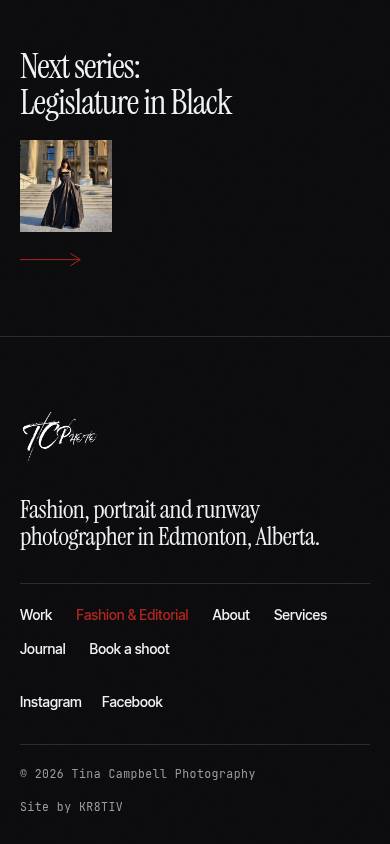 Next series:
Legislature in Black
TCPhoto
Fashion, portrait and runway
photographer in Edmonton, Alberta.
Work Fashion & Editorial About Services
Journal Book a shoot
Instagram Facebook
© 2026 Tina Campbell Photography
Site by KR8TIV